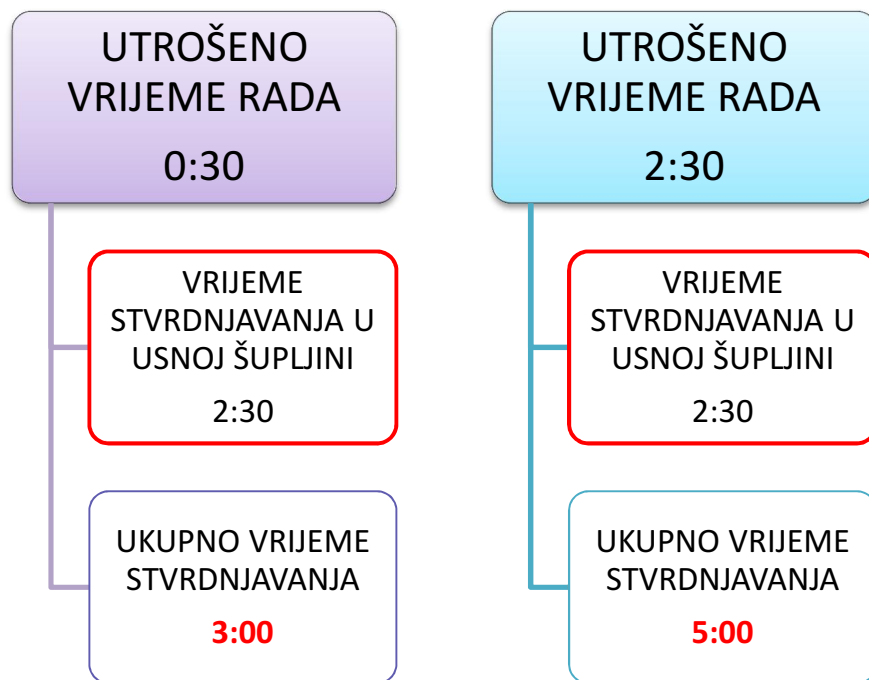 UTROŠENO
VRIJEME RADA
0:30
VRIJEME
STVRDNJAVANJA U
USNOJ ŠUPLJINI
2:30
UKUPNO VRIJEME
STVRDNJAVANJA
3:00
UTROŠENO
VRIJEME RADA
2:30
VRIJEME
STVRDNJAVANJA U
USNOJ ŠUPLJINI
2:30
UKUPNO VRIJEME
STVRDNJAVANJA
5:00